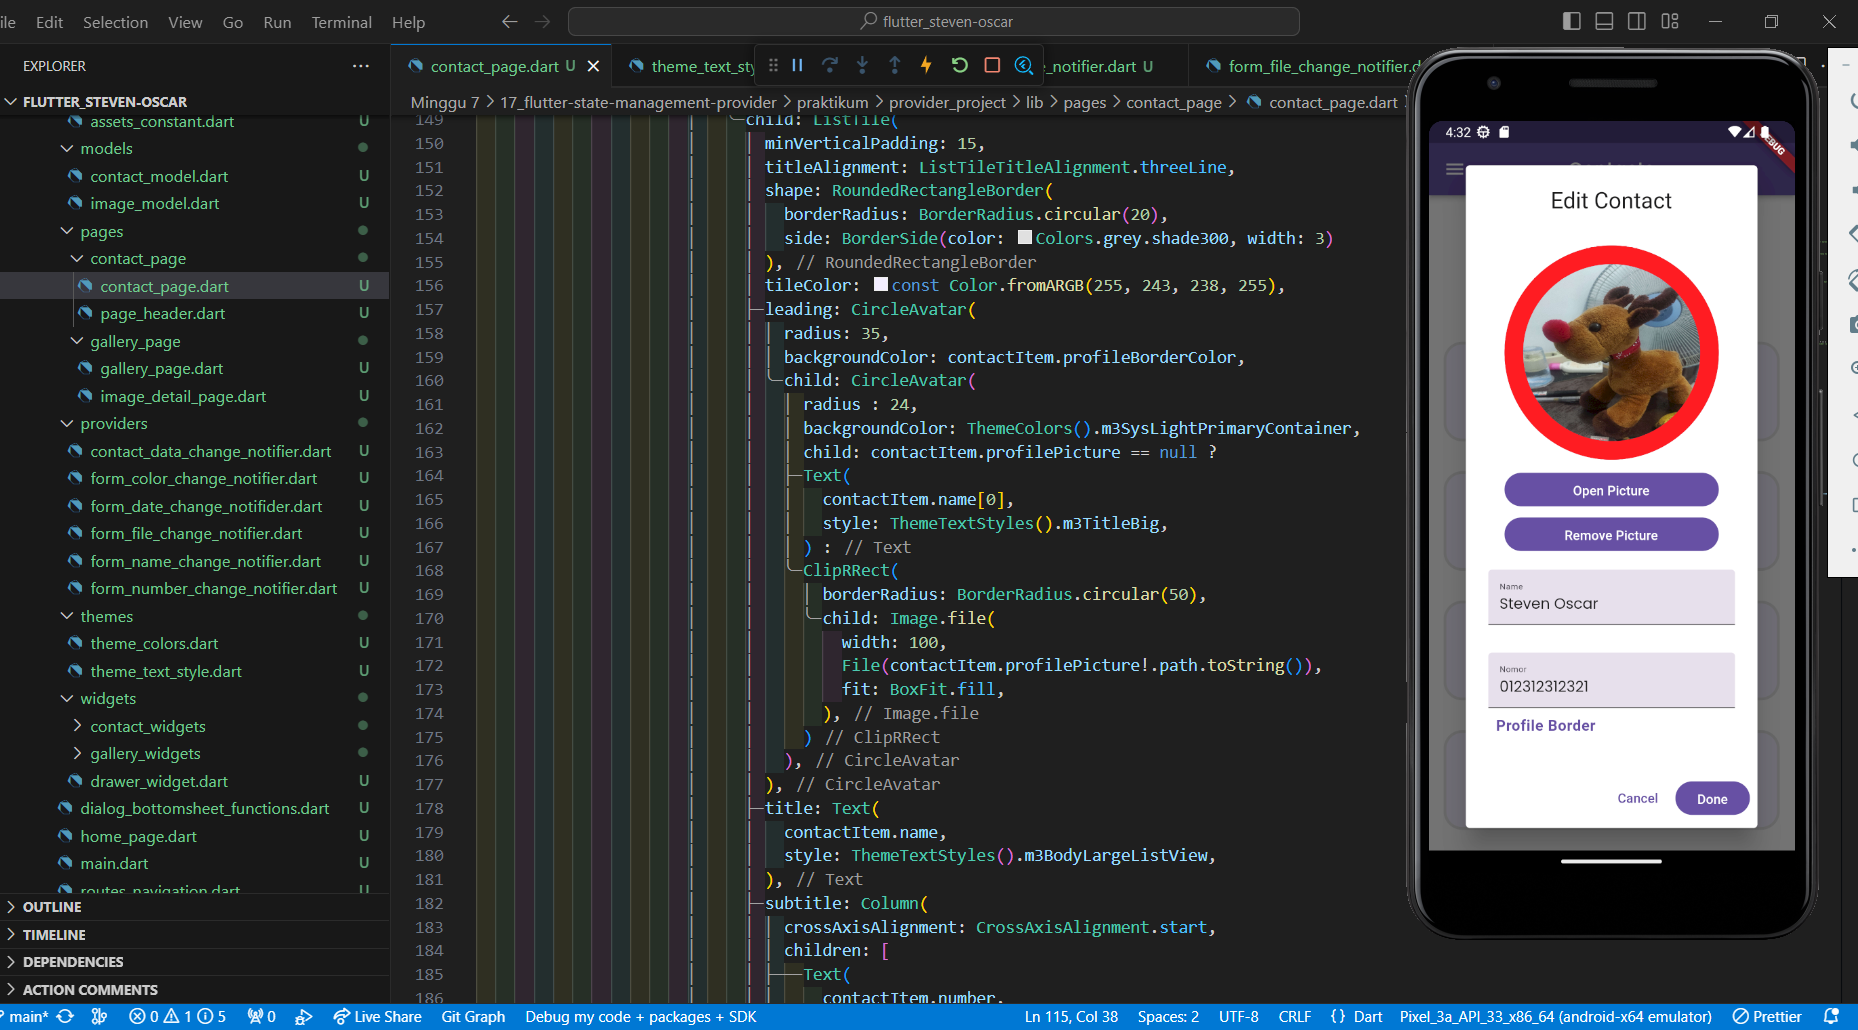 ile Edit Selection View Go Run Terminal Help
flutter_steven-oscar
EXPLORER
contact_page.dart U
theme_text_sty
_notifier.dart U
form_file_change_notifier.d
Minggu 7 > 17_flutter-state-management-provider > praktikum > provider_project > lib > pages > contact_page > contact_page.dart
FLUTTER_STEVEN-OSCAR
assets_constant.dart U
models
contact_model.dart U
image_model.dart U
pages
contact_page
contact_page.dart U
page_header.dart U
gallery_page
gallery_page.dart U
image_detail_page.dart U
providers
contact_data_change_notifier.dart U
form_color_change_notifier.dart U
form_date_change_notifider.dart U
form_file_change_notifier.dart U
form_name_change_notifier.dart U
form_number_change_notifier.dart U
themes
theme_colors.dart U
theme_text_style.dart U
widgets
contact_widgets
gallery_widgets
drawer_widget.dart U
dialog_bottomsheet_functions.dart U
home_page.dart U
main.dart U
routes_navigation.dart U
OUTLINE
TIMELINE
DEPENDENCIES
ACTION COMMENTS
149 child: ListTile(
150 minVerticalPadding: 15,
151 titleAlignment: ListTileTitleAlignment.threeLine,
152 shape: RoundedRectangleBorder(
153 borderRadius: BorderRadius.circular(20),
154 side: BorderSide(color: Colors.grey.shade300, width: 3)
155 ), // RoundedRectangleBorder
156 tileColor: const Color.fromARGB(255, 243, 238, 255),
157 leading: CircleAvatar(
158 radius: 35,
159 backgroundColor: contactItem.profileBorderColor,
160 child: CircleAvatar(
161 radius : 24,
162 backgroundColor: ThemeColors().m3SysLightPrimaryContainer,
163 child: contactItem.profilePicture == null ?
164 Text(
165 contactItem.name[0],
166 style: ThemeTextStyles().m3TitleBig,
167 ) : // Text
168 ClipRRect(
169 borderRadius: BorderRadius.circular(50),
170 child: Image.file(
171 width: 100,
172 File(contactItem.profilePicture!.path.toString()),
173 fit: BoxFit.fill,
174 ), // Image.file
175 ) // ClipRRect
176 ), // CircleAvatar
177 ), // CircleAvatar
178 title: Text(
179 contactItem.name,
180 style: ThemeTextStyles().m3BodyLargeListView,
181 ), // Text
182 subtitle: Column(
183 crossAxisAlignment: CrossAxisAlignment.start,
184 children: [
185 Text(
186 contactItem.number,
4:32
Edit Contact
Open Picture
Remove Picture
Name
Steven Oscar
Nomor
012312312321
Profile Border
Cancel Done
main* 0 1 5 0 Live Share Git Graph Debug my code + packages + SDK Ln 115, Col 38 Spaces: 2 UTF-8 CRLF {} Dart Pixel_3a_API_33_x86_64 (android-x64 emulator) Prettier